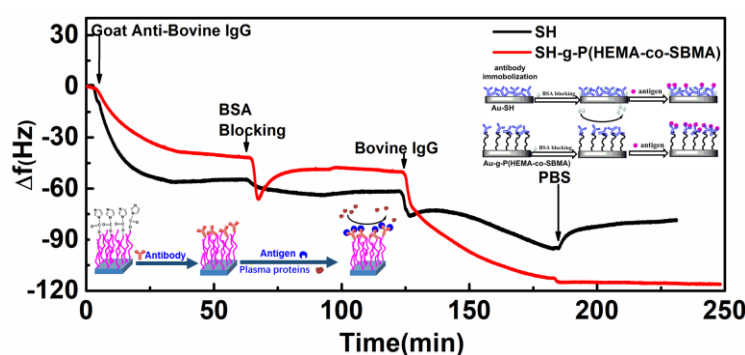 Goat Anti-Bovine IgG
SH
SH-g-P(HEMA-co-SBMA)
30
0
-30
-60
-90
-120
Δf(Hz)
BSA
Blocking
Bovine IgG
PBS
antibody
immobolization
BSA blocking
antigen
Au-SH
BSA blocking
antigen
Au-g-P(HEMA-co-SBMA)
Antibody
Antigen
Plasma proteins
0
50
100
150
200
250
Time(min)